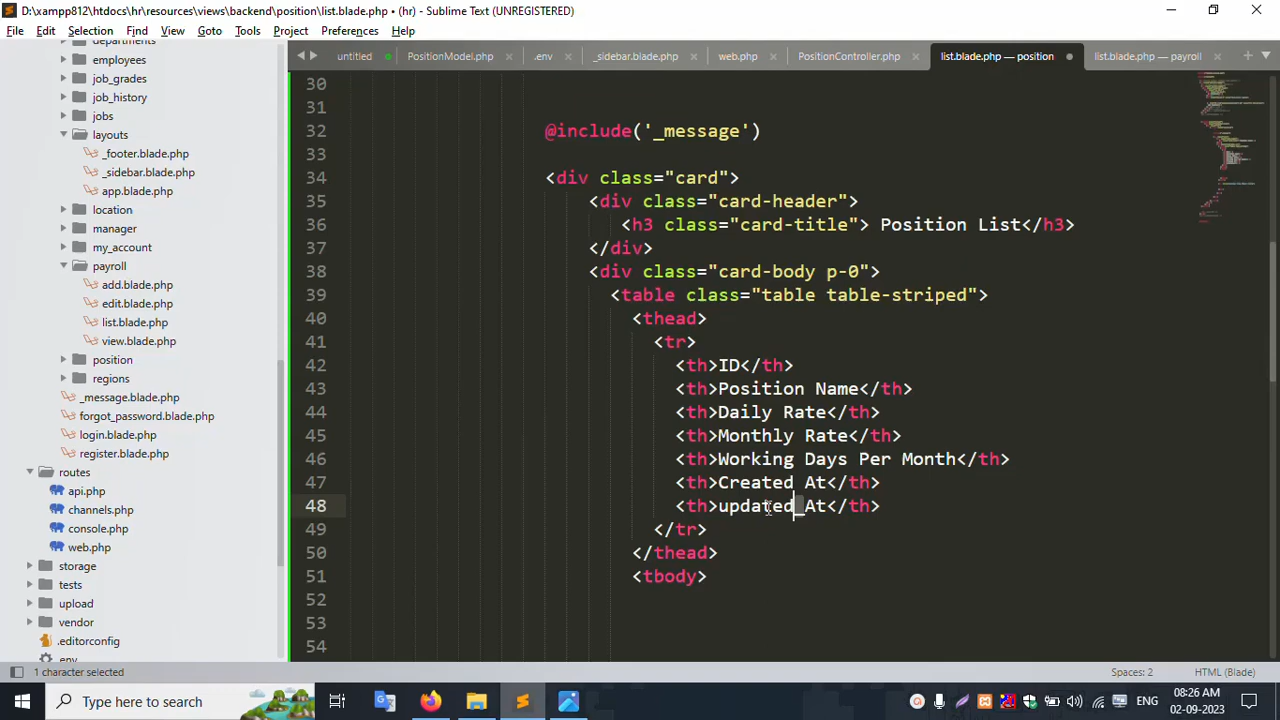 D:\xampp812\htdocs\hr\resources\views\backend\position\list.blade.php • (hr) - Sublime Text (UNREGISTERED)
File Edit Selection Find View Goto Tools Project Preferences Help
untitled PositionModel.php .env _sidebar.blade.php web.php PositionController.php list.blade.php — position list.blade.php — payroll
departments
employees
job_grades
job_history
jobs
layouts
_footer.blade.php
_sidebar.blade.php
app.blade.php
location
manager
my_account
payroll
add.blade.php
edit.blade.php
list.blade.php
view.blade.php
position
regions
_message.blade.php
forgot_password.blade.php
login.blade.php
register.blade.php
routes
api.php
channels.php
console.php
web.php
storage
tests
upload
vendor
.editorconfig
.env
30
31
32 @include('_message')
33
34 <div class="card">
35 <div class="card-header">
36 <h3 class="card-title"> Position List</h3>
37 </div>
38 <div class="card-body p-0">
39 <table class="table table-striped">
40 <thead>
41 <tr>
42 <th>ID</th>
43 <th>Position Name</th>
44 <th>Daily Rate</th>
45 <th>Monthly Rate</th>
46 <th>Working Days Per Month</th>
47 <th>Created At</th>
48 <th>updated_At</th>
49 </tr>
50 </thead>
51 <tbody>
52
53
54
1 character selected Spaces: 2 HTML (Blade)
Type here to search ENG 08:26 AM
02-09-2023